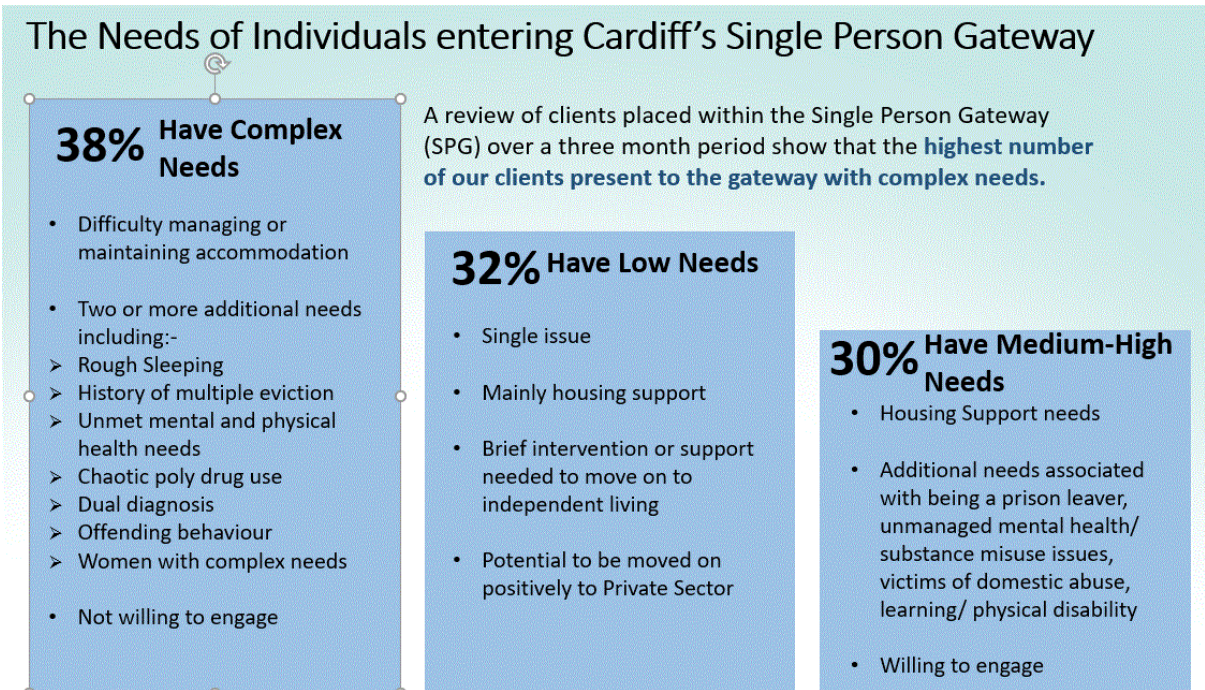 The Needs of Individuals entering Cardiff's Single Person Gateway
38% Have Complex
Needs
• Difficulty managing or
maintaining accommodation
• Two or more additional needs
including:-
➢ Rough Sleeping
➢ History of multiple eviction
➢ Unmet mental and physical
health needs
➢ Chaotic poly drug use
➢ Dual diagnosis
➢ Offending behaviour
➢ Women with complex needs
• Not willing to engage
A review of clients placed within the Single Person Gateway
(SPG) over a three month period show that the highest number
of our clients present to the gateway with complex needs.
32% Have Low Needs
• Single issue
• Mainly housing support
• Brief intervention or support
needed to move on to
independent living
• Potential to be moved on
positively to Private Sector
30% Have Medium-High
Needs
• Housing Support needs
• Additional needs associated
with being a prison leaver,
unmanaged mental health/
substance misuse issues,
victims of domestic abuse,
learning/ physical disability
• Willing to engage